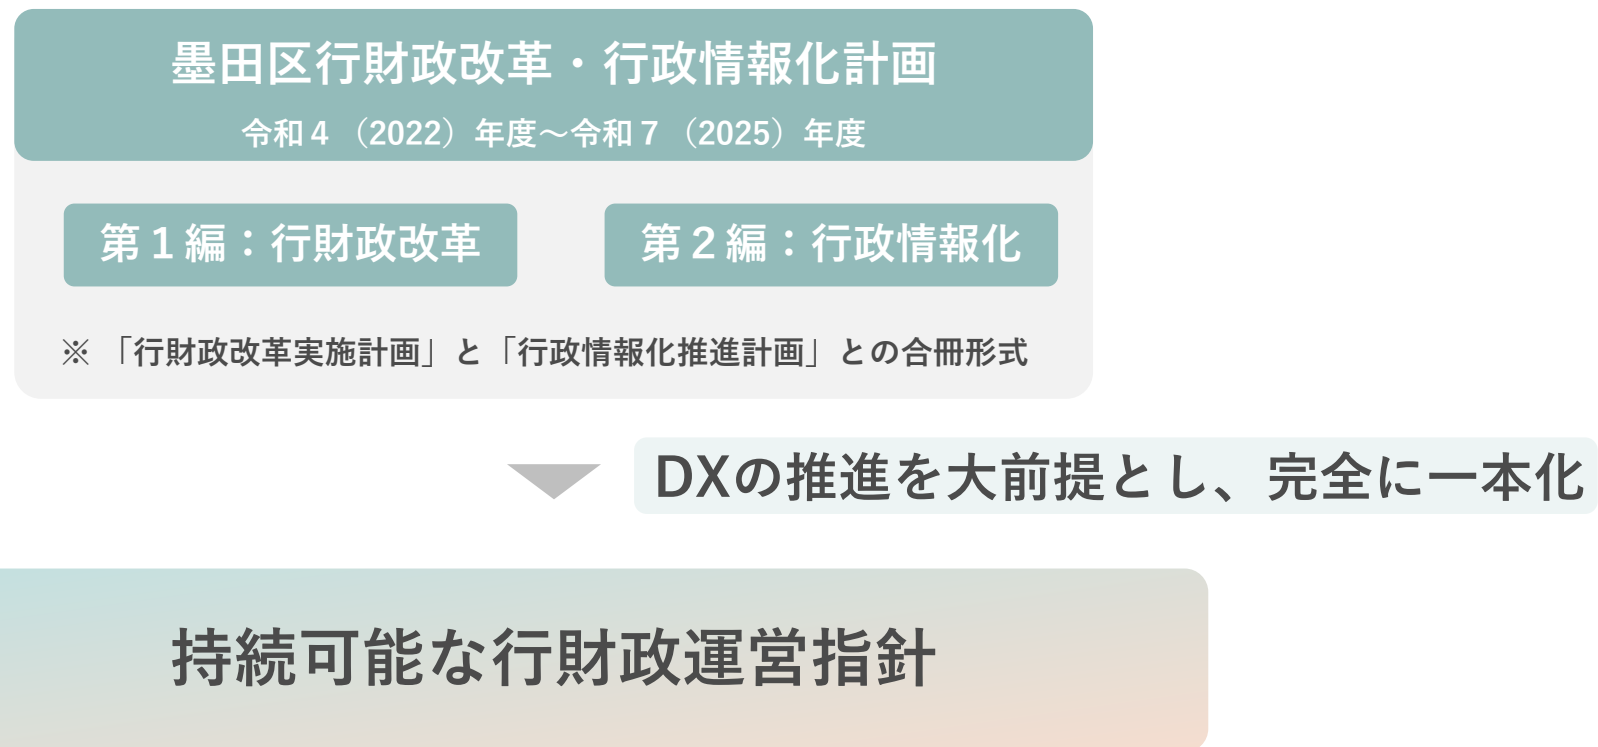 墨田区行財政改革・行政情報化計画
令和４（2022）年度～令和７（2025）年度
第１編：行財政改革
第２編：行政情報化
※「行財政改革実施計画」と「行政情報化推進計画」との合冊形式
DXの推進を大前提とし、完全に一本化
持続可能な行財政運営指針